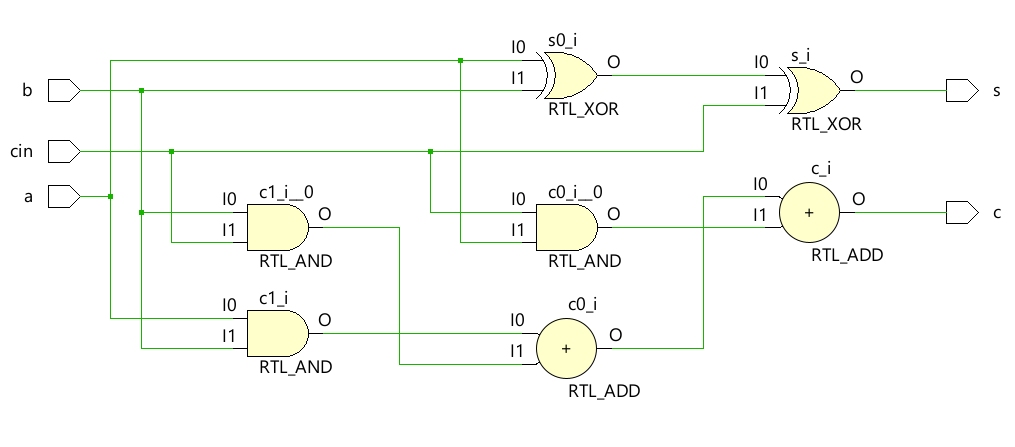 s0_i
I0
O
I1
RTL_XOR
s_i
I0
O
I1
RTL_XOR
b
s
cin
a
c1_i__0
I0
O
I1
RTL_AND
c0_i__0
I0
O
I1
RTL_AND
c_i
I0
O
I1
+
RTL_ADD
c
c1_i
I0
O
I1
RTL_AND
c0_i
I0
O
I1
+
RTL_ADD